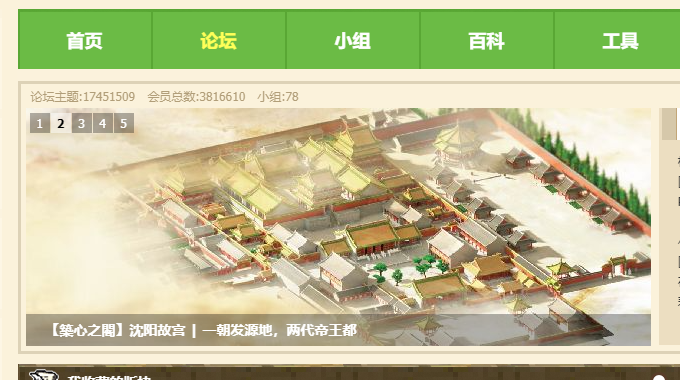 首页 论坛 小组 百科 工具
论坛主题:17451509 会员总数:3816610 小组:78
1 2 3 4 5
【築心之閣】沈阳故宫 | 一朝发源地，两代帝王都